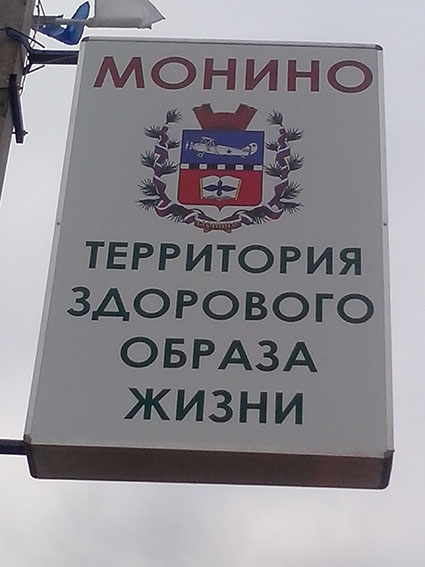 МОНИНО
ТЕРРИТОРИЯ
ЗДОРОВОГО
ОБРАЗА
ЖИЗНИ